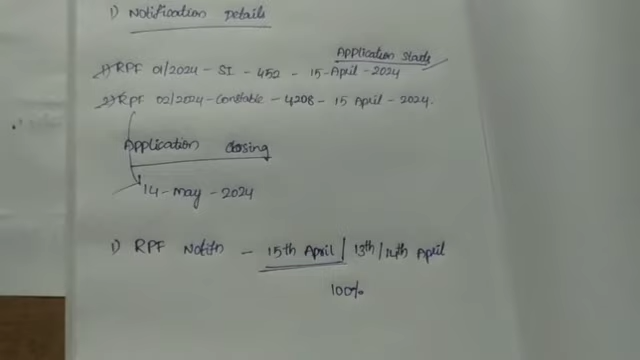 1) Notification Details
Application Starts
1) RPF 01/2024 - SI - 452 - 15-April-2024
2) RPF 02/2024-Constable - 4208 - 15 April - 2024.
Application closing
14-May-2024
1) RPF Notifn - 15th April / 13th/14th April
100%